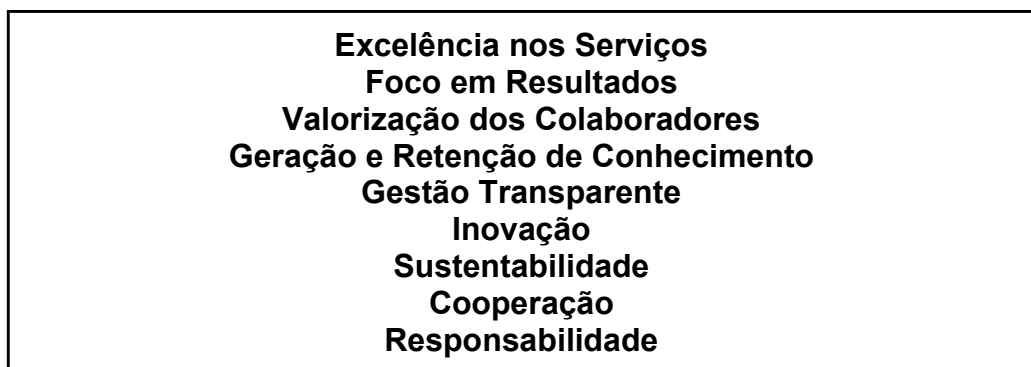 Excelência nos Serviços
Foco em Resultados
Valorização dos Colaboradores
Geração e Retenção de Conhecimento
Gestão Transparente
Inovação
Sustentabilidade
Cooperação
Responsabilidade